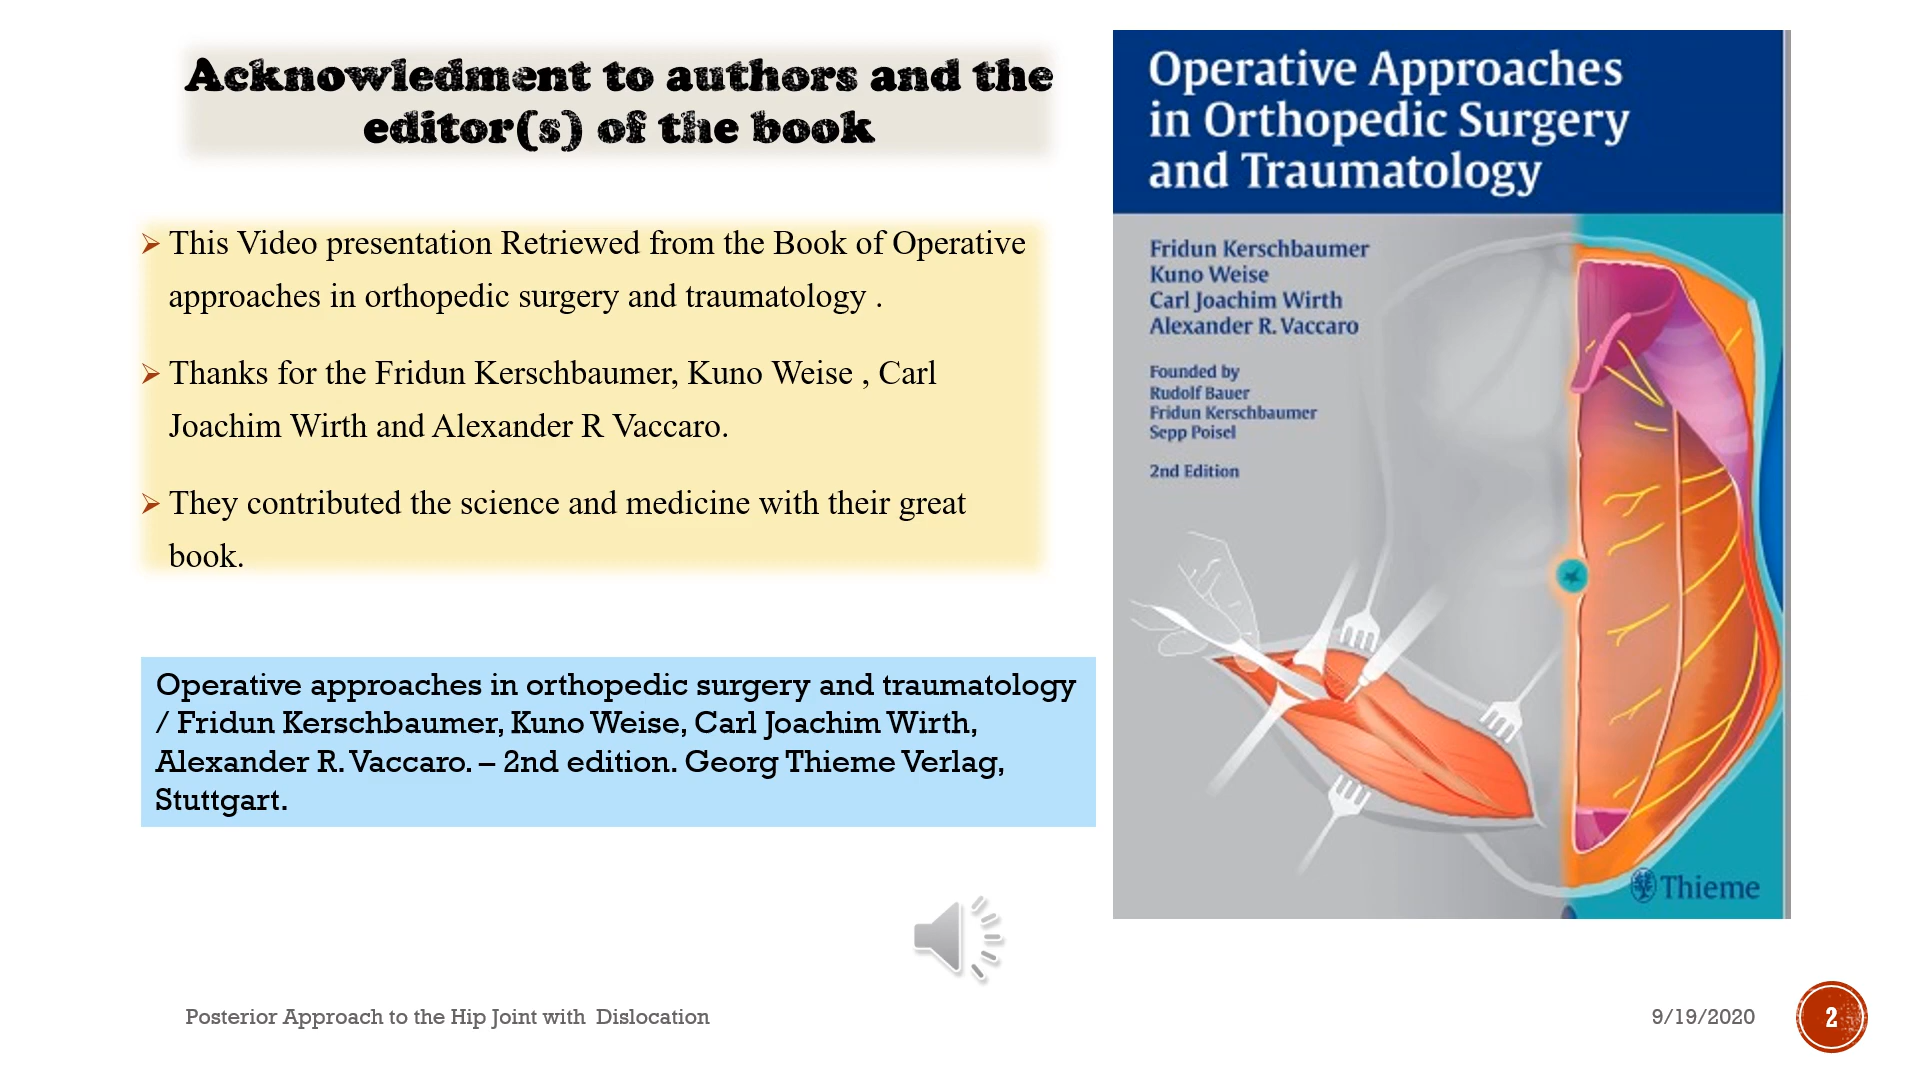 Acknowledment to authors and the
editor(s) of the book
This Video presentation Retriewed from the Book of Operative
approaches in orthopedic surgery and traumatology .
Thanks for the Fridun Kerschbaumer, Kuno Weise , Carl
Joachim Wirth and Alexander R Vaccaro.
They contributed the science and medicine with their great
book.
Operative approaches in orthopedic surgery and traumatology
/ Fridun Kerschbaumer, Kuno Weise, Carl Joachim Wirth,
Alexander R. Vaccaro. – 2nd edition. Georg Thieme Verlag,
Stuttgart.
Operative Approaches
in Orthopedic Surgery
and Traumatology
Fridun Kerschbaumer
Kuno Weise
Carl Joachim Wirth
Alexander R. Vaccaro
Founded by
Rudolf Bauer
Fridun Kerschbaumer
Sepp Poisel
2nd Edition
Thieme
Posterior Approach to the Hip Joint with  Dislocation
9/19/2020
2